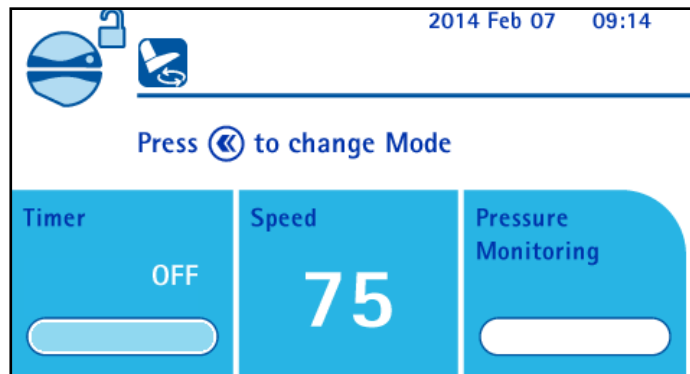 2014 Feb 07 09:14
Press to change Mode
Timer
OFF
Speed
75
Pressure
Monitoring